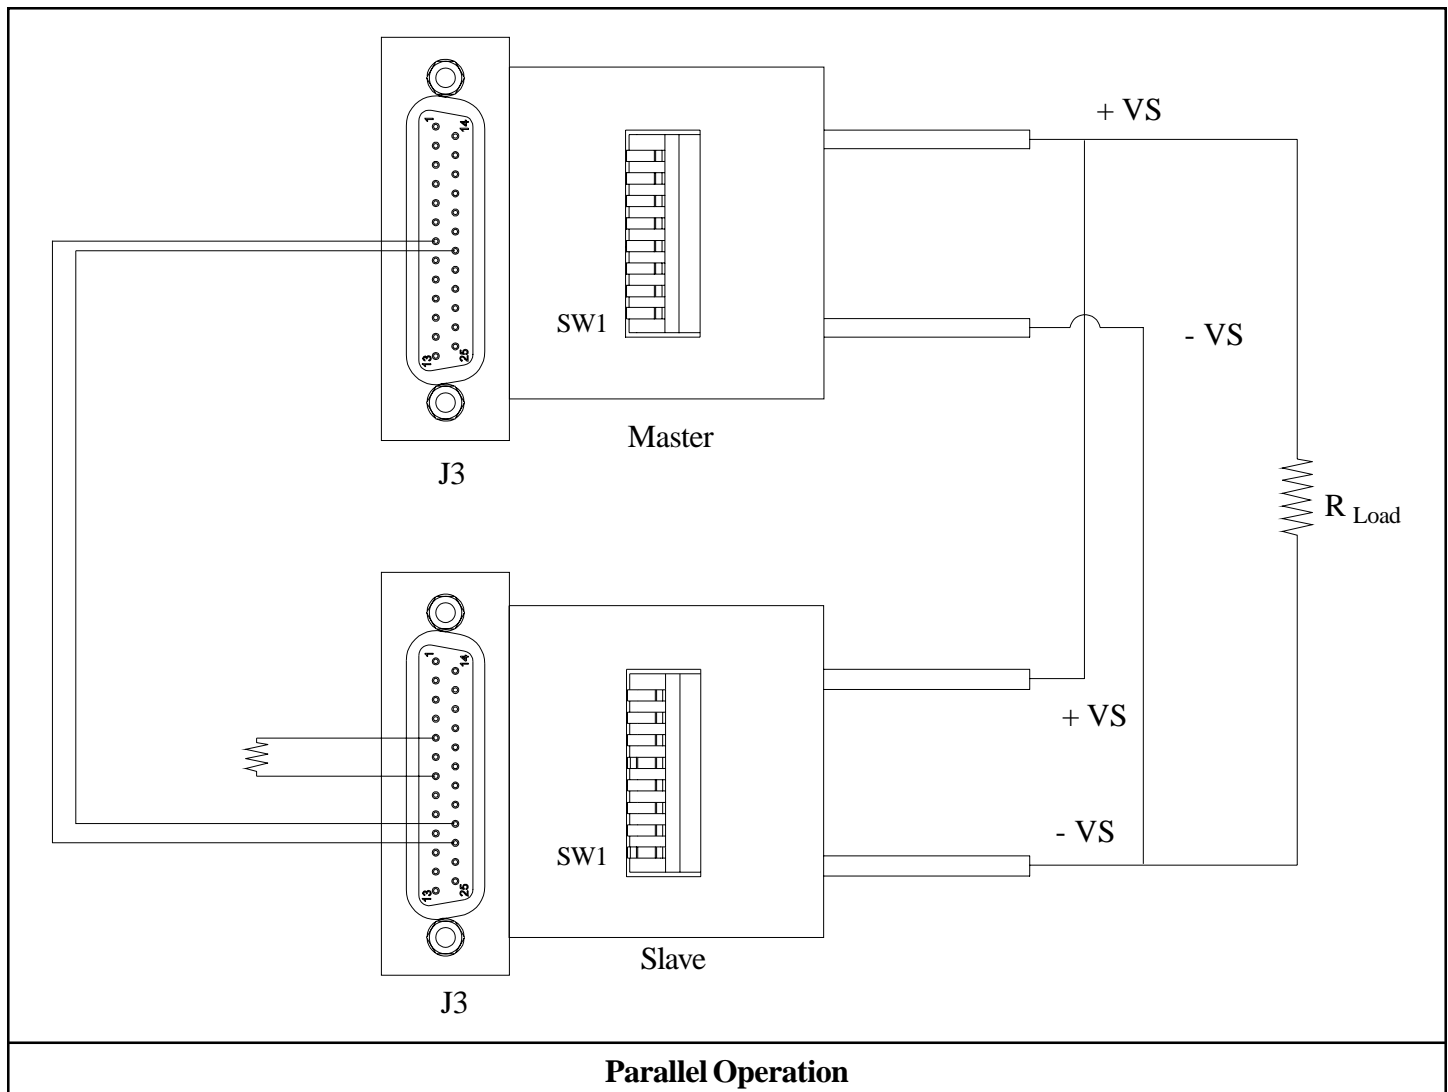 1
14
+ VS
SW1
- VS
13
25
Master
J3
R Load
1
14
+ VS
SW1
- VS
13
25
Slave
J3
Parallel Operation